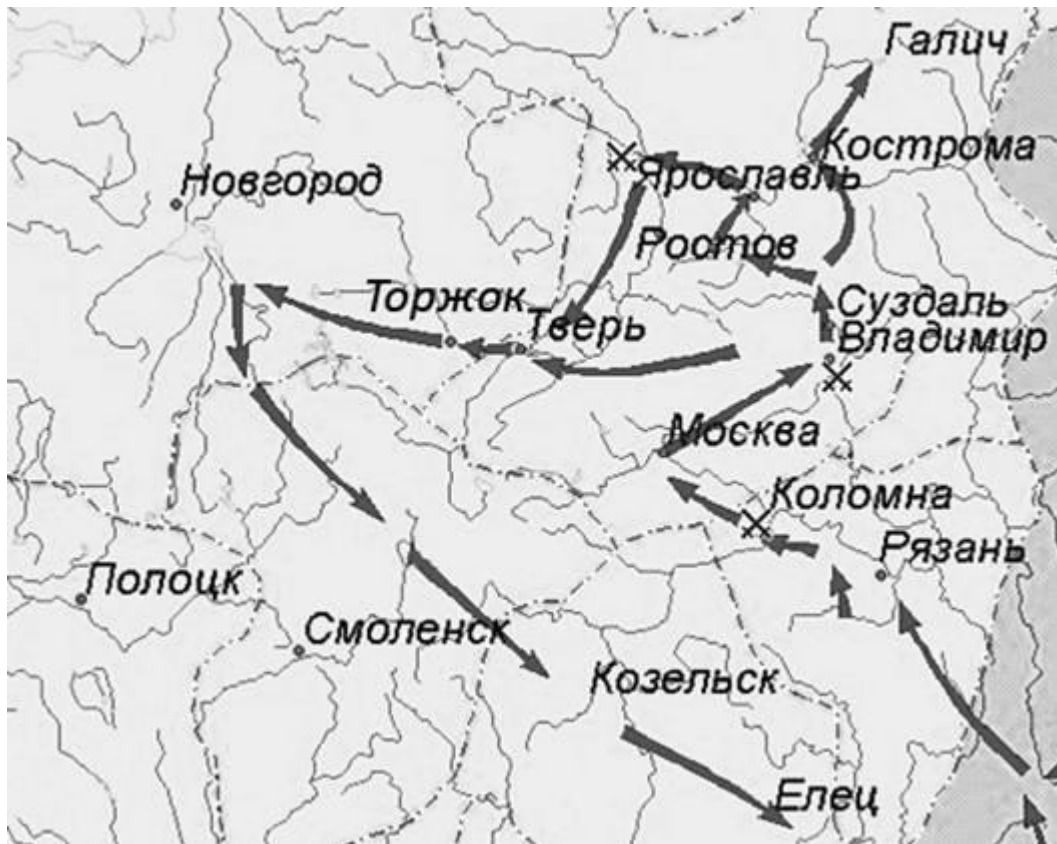 Галич
Кострома
Новгород
Ярославль
Ростов
Торжок
Тверь
Суздаль
Владимир
Москва
Коломна
Рязань
Полоцк
Смоленск
Козельск
Елец